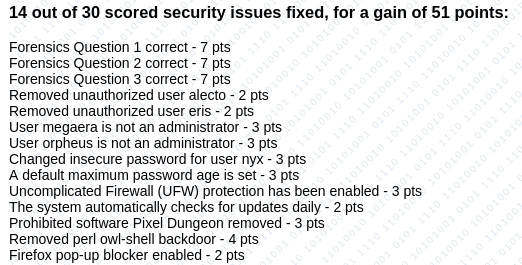 14 out of 30 scored security issues fixed, for a gain of 51 points:
Forensics Question 1 correct - 7 pts
Forensics Question 2 correct - 7 pts
Forensics Question 3 correct - 7 pts
Removed unauthorized user alecto - 2 pts
Removed unauthorized user eris - 2 pts
User megaera is not an administrator - 3 pts
User orpheus is not an administrator - 3 pts
Changed insecure password for user nyx - 3 pts
A default maximum password age is set - 3 pts
Uncomplicated Firewall (UFW) protection has been enabled - 3 pts
The system automatically checks for updates daily - 2 pts
Prohibited software Pixel Dungeon removed - 3 pts
Removed perl owl-shell backdoor - 4 pts
Firefox pop-up blocker enabled - 2 pts